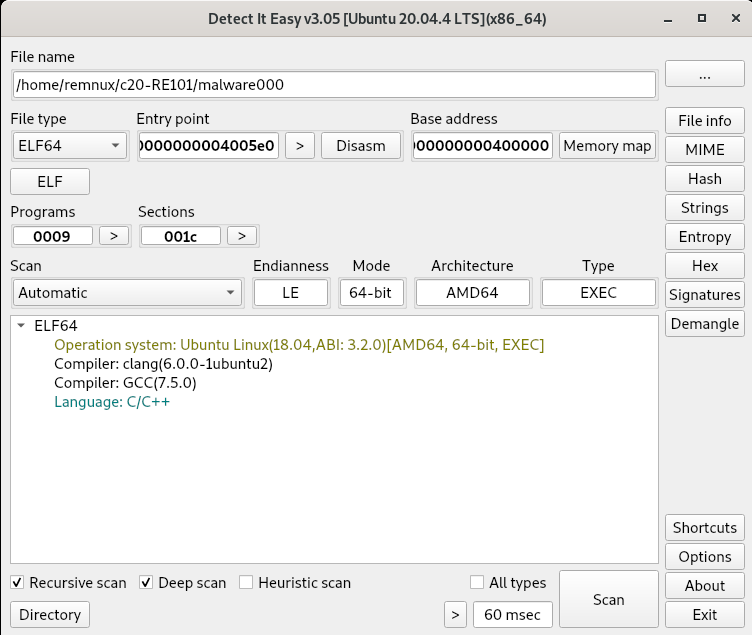 Detect It Easy v3.05 [Ubuntu 20.04.4 LTS](x86_64)
File name
/home/remnux/c20-RE101/malware000
...
File type
Entry point
Base address
ELF64
0000000004005e0
>
Disasm
00000000400000
Memory map
File info
MIME
Hash
Strings
Entropy
Hex
Signatures
Demangle
ELF
Programs
Sections
0009
>
001c
>
Scan
Endianness
Mode
Architecture
Type
Automatic
LE
64-bit
AMD64
EXEC
ELF64
Operation system: Ubuntu Linux(18.04,ABI: 3.2.0)[AMD64, 64-bit, EXEC]
Compiler: clang(6.0.0-1ubuntu2)
Compiler: GCC(7.5.0)
Language: C/C++
Shortcuts
Options
About
Exit
Recursive scan
Deep scan
Heuristic scan
All types
Scan
Directory
>
60 msec